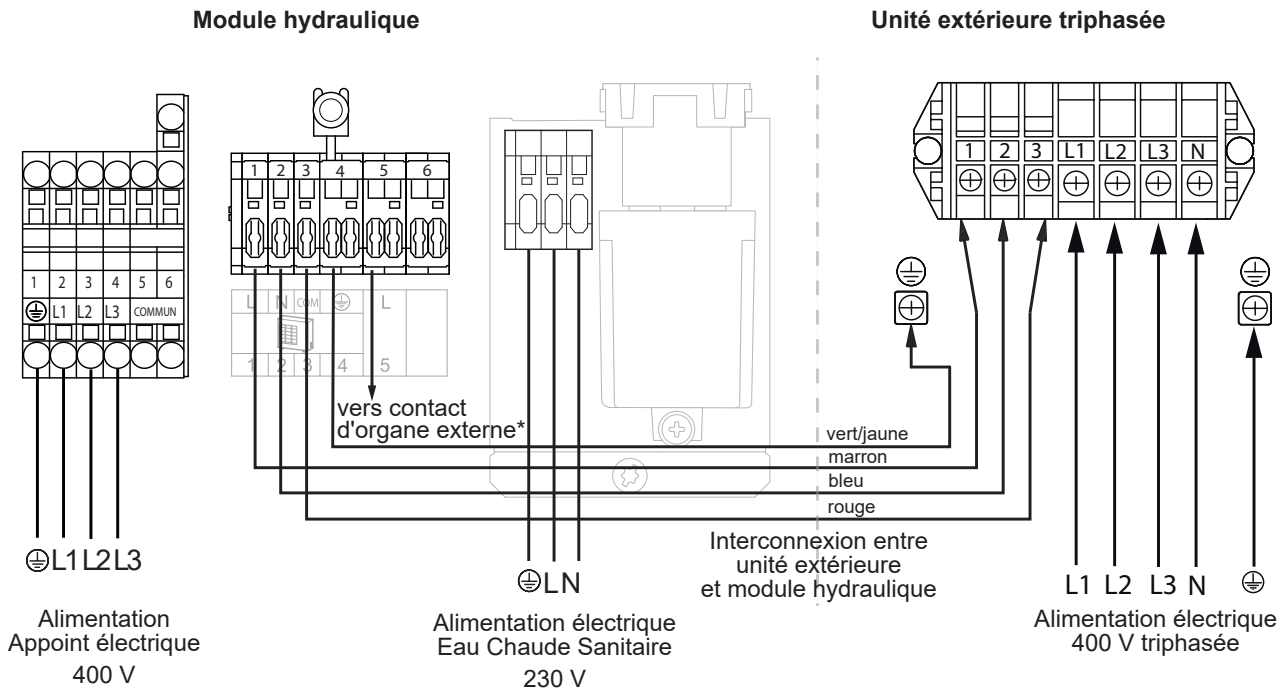 Module hydraulique
Unité extérieure triphasée
1 2 3 4 5 6
1 2 3 L1 L2 L3 N
1 2 3 4 5 6
L1 L2 L3 COMMUN
L N COM L
1 2 3 4 5
vers contact
d'organe externe*
vert/jaune
marron
bleu
rouge
Interconnexion entre
unité extérieure
et module hydraulique
L1 L2 L3
Alimentation
Appoint électrique
400 V
L N
Alimentation électrique
Eau Chaude Sanitaire
230 V
L1 L2 L3 N
Alimentation électrique
400 V triphasée